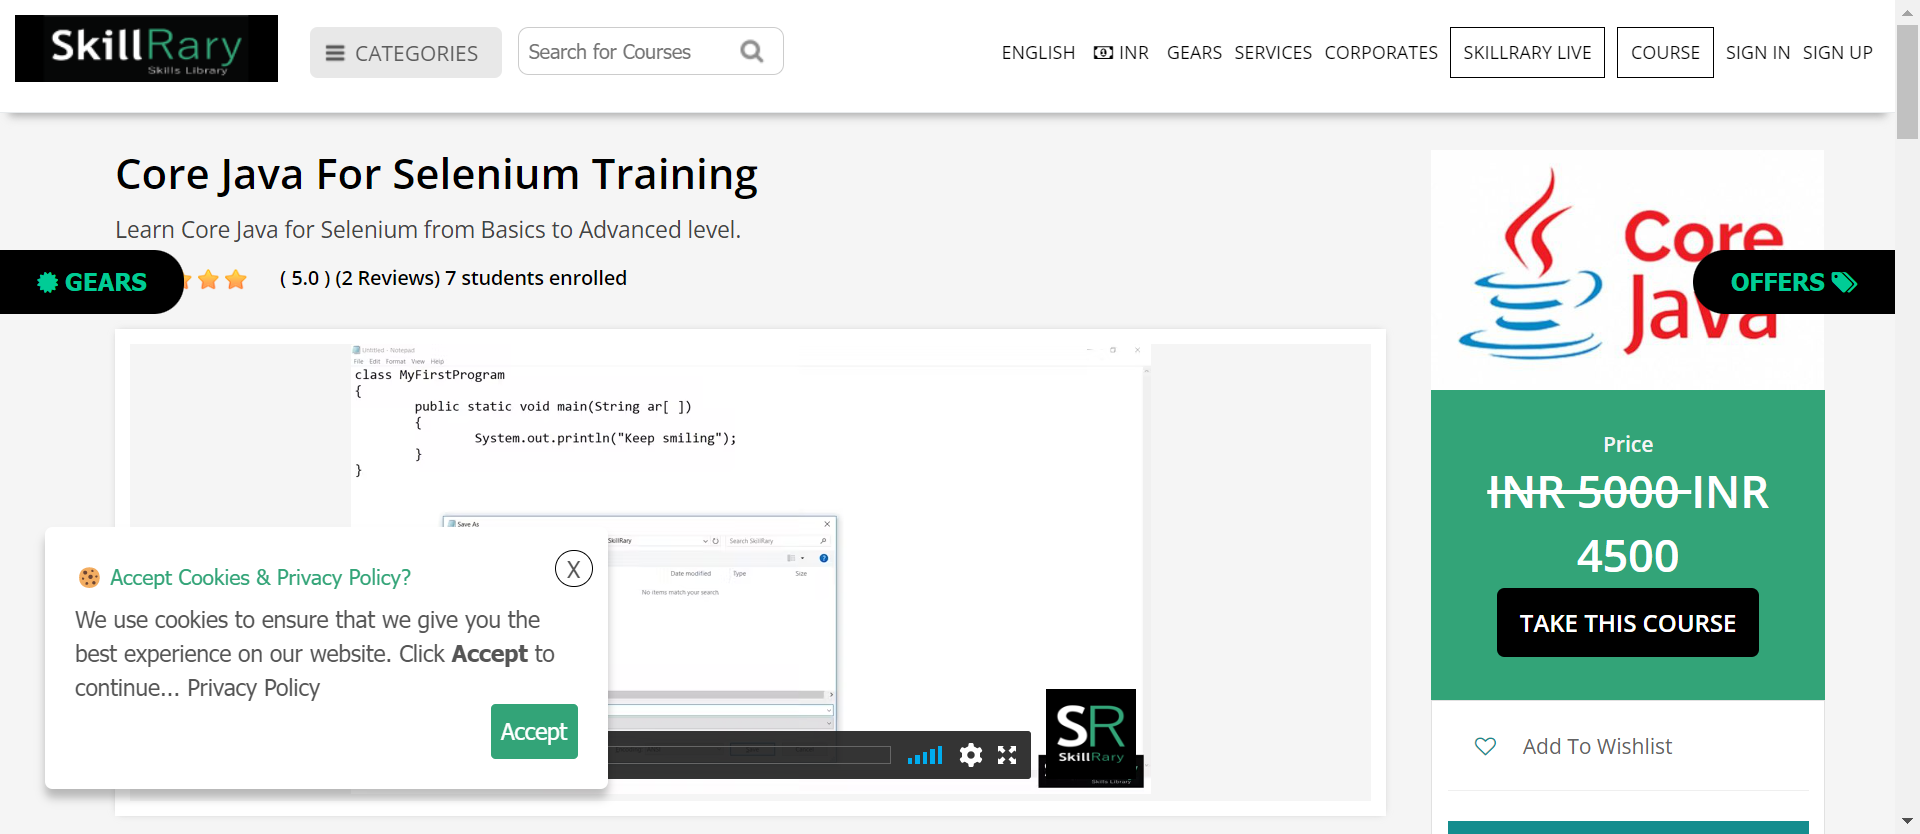 SkillRary
Skills Library
CATEGORIES
Search for Courses
ENGLISH
INR
GEARS
SERVICES
CORPORATES
SKILLRARY LIVE
COURSE
SIGN IN
SIGN UP
Core Java For Selenium Training
Learn Core Java for Selenium from Basics to Advanced level.
GEARS
( 5.0 ) (2 Reviews) 7 students enrolled
Core
Java
OFFERS
Untitled - Notepad
File Edit Format View Help
class MyFirstProgram
{
public static void main(String ar[ ])
{
System.out.println("Keep smiling");
}
}
Save As
SkillRary
Search SkillRary
Date modified
Type
Size
No items match your search.
SR
SkillRary
Skills Library
🍪 Accept Cookies & Privacy Policy?
X
We use cookies to ensure that we give you the
best experience on our website. Click Accept to
continue... Privacy Policy
Accept
Price
INR 5000 INR
4500
TAKE THIS COURSE
Add To Wishlist